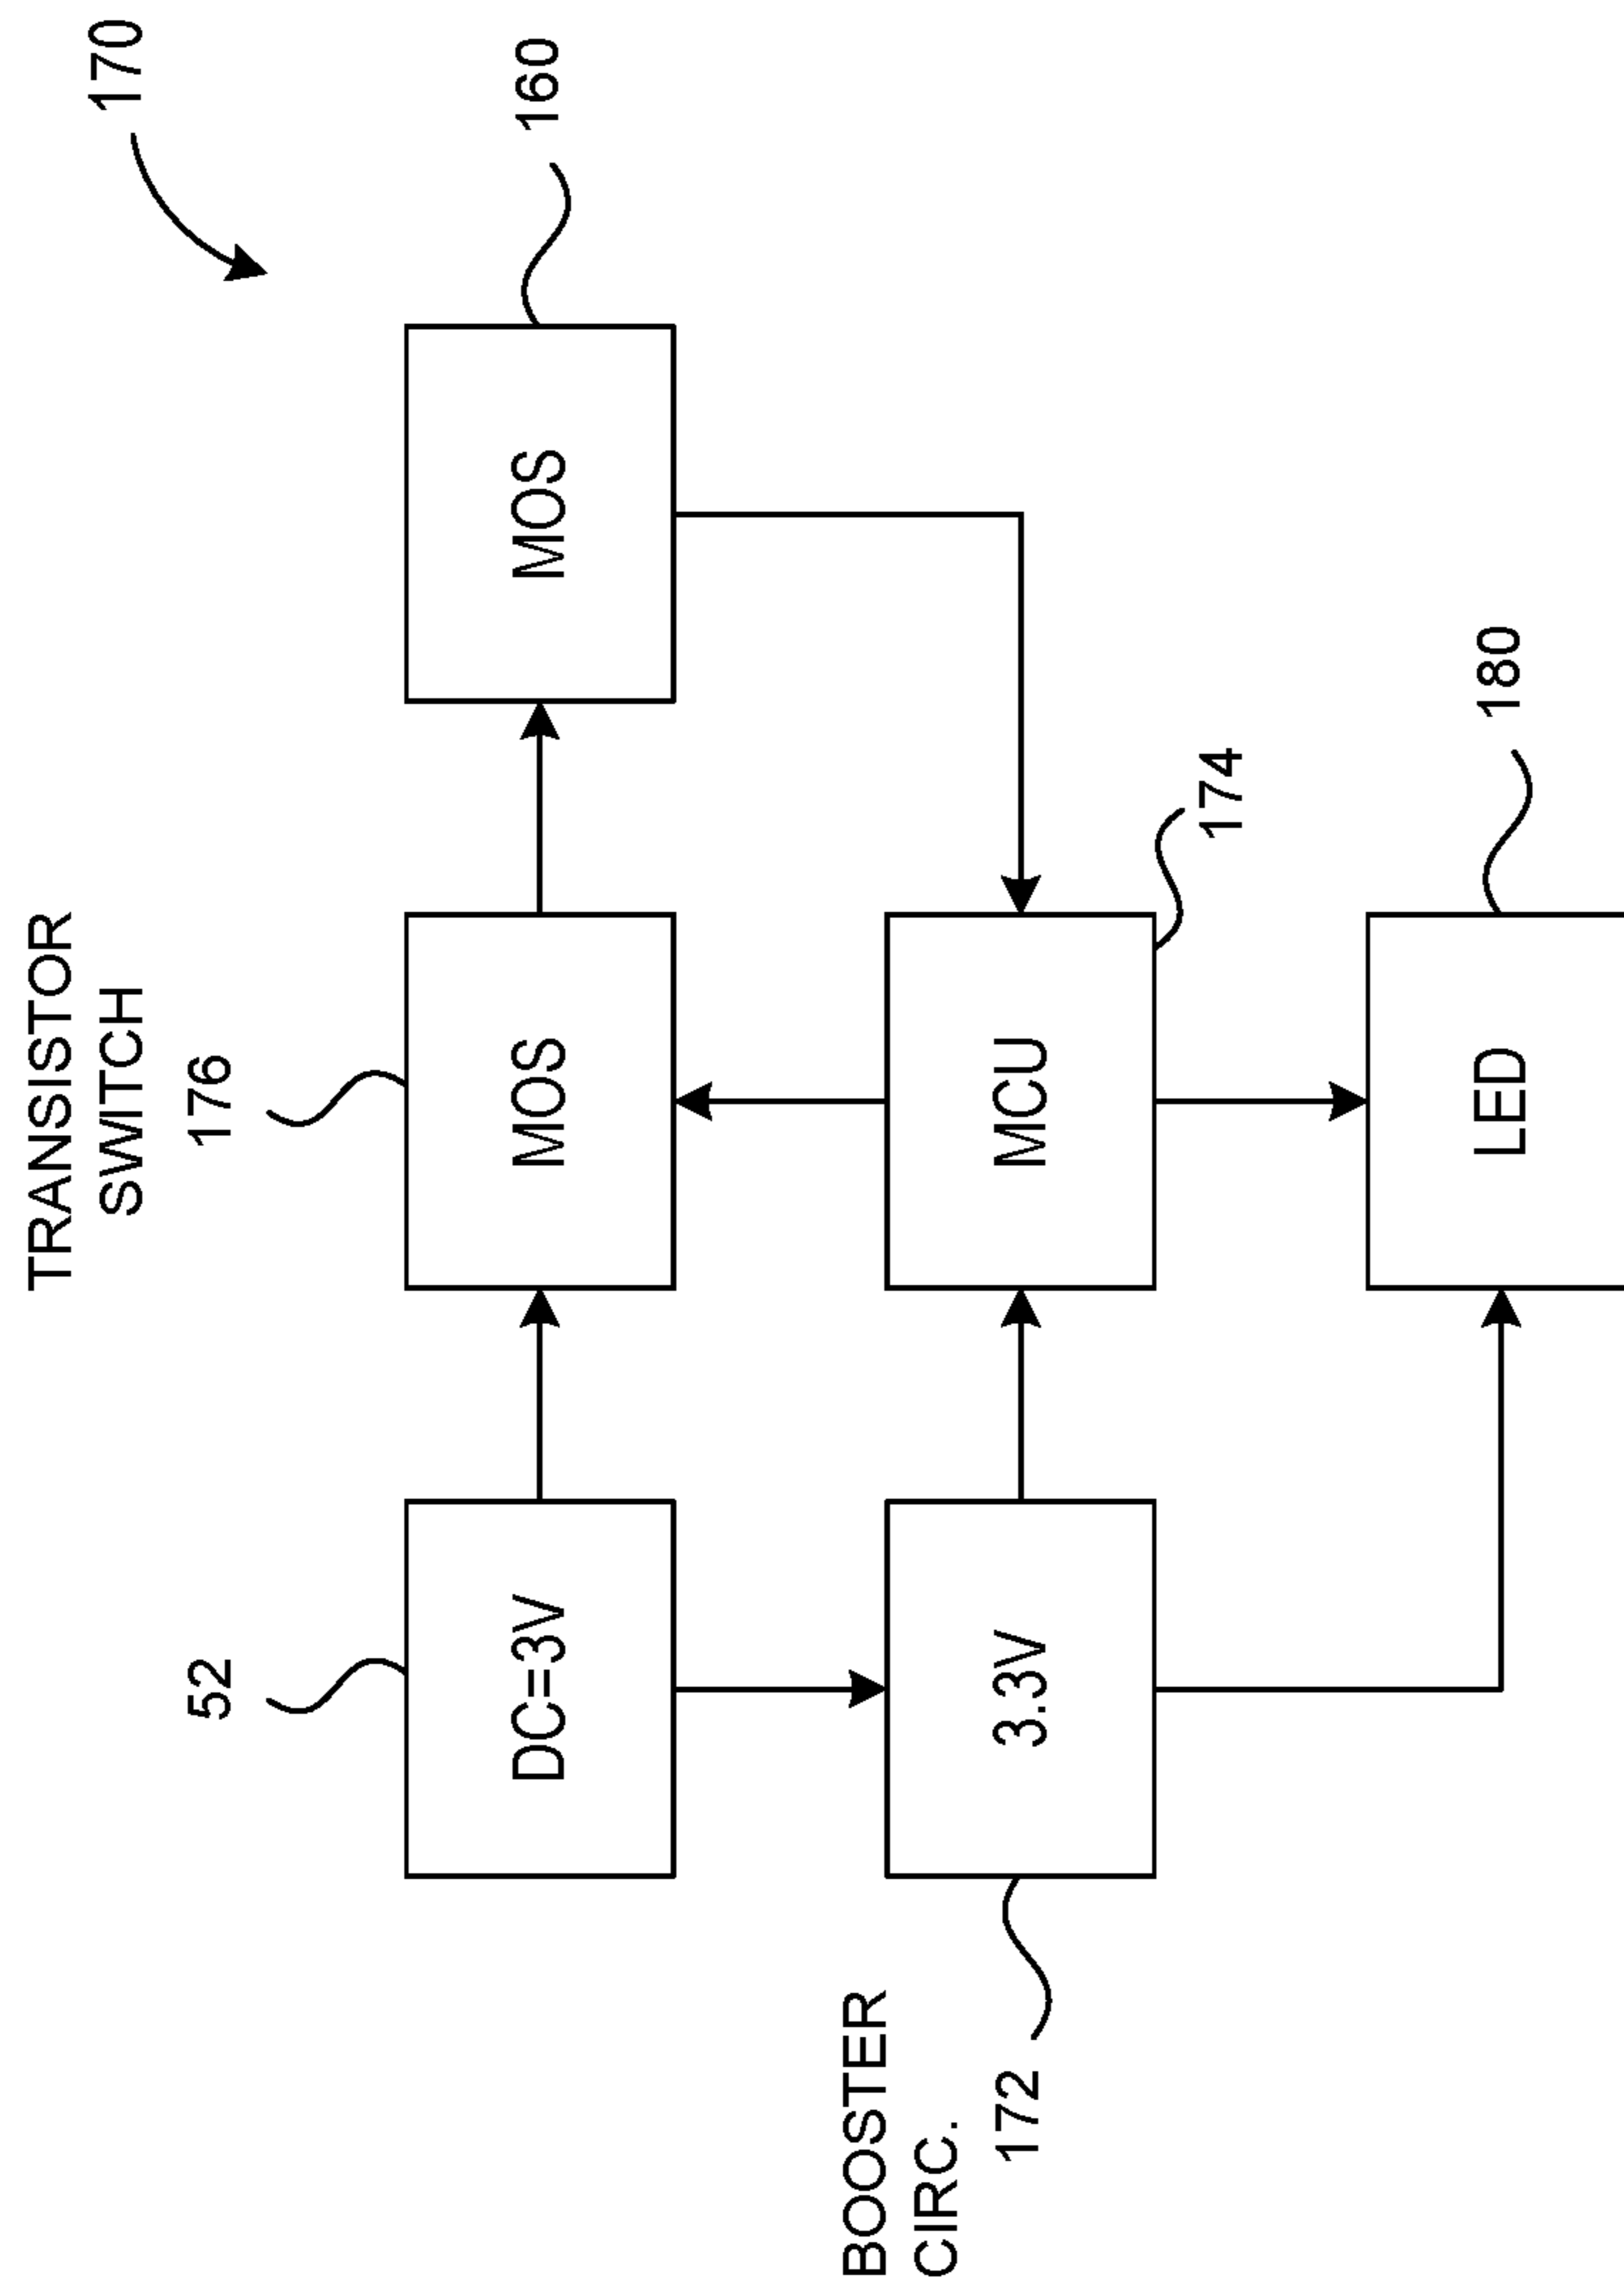 170
TRANSISTOR
SWITCH
52
176
160
DC=3V
MOS
MOS
BOOSTER
CIRC.
172
3.3V
MCU
174
LED
180